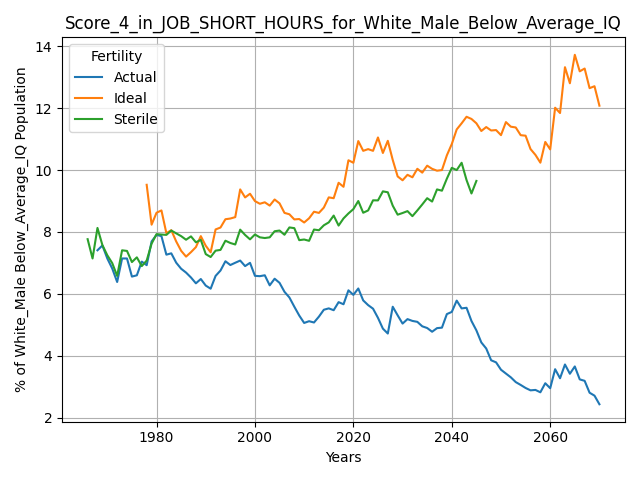 Score_4_in_JOB_SHORT_HOURS_for_White_Male_Below_Average_IQ
% of White_Male Below_Average_IQ Population
14
12
10
8
6
4
2
Fertility
Actual
Ideal
Sterile
1980
2000
2020
2040
2060
Years